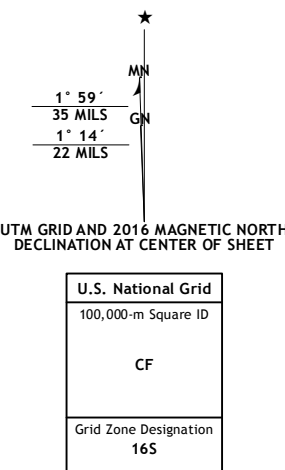 ★
MN
1° 59´
35 MILS
GN
1° 14´
22 MILS
UTM GRID AND 2016 MAGNETIC NORTH
DECLINATION AT CENTER OF SHEET
U.S. National Grid
100,000-m Square ID
CF
Grid Zone Designation
16S